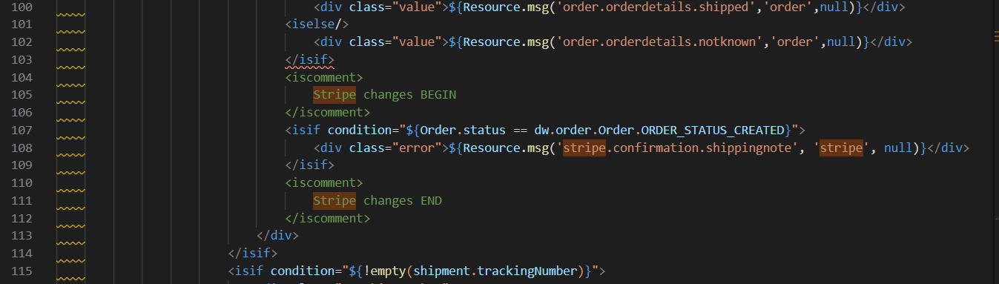 100 <div class="value">${Resource.msg('order.orderdetails.shipped','order',null)}</div>
101 <iselse/>
102 <div class="value">${Resource.msg('order.orderdetails.notknown','order',null)}</div>
103 </isif>
104 <iscomment>
105 Stripe changes BEGIN
106 </iscomment>
107 <isif condition="${Order.status == dw.order.Order.ORDER_STATUS_CREATED}">
108 <div class="error">${Resource.msg('stripe.confirmation.shippingnote', 'stripe', null)}</div>
109 </isif>
110 <iscomment>
111 Stripe changes END
112 </iscomment>
113 </div>
114 </isif>
115 <isif condition="${!empty(shipment.trackingNumber)}">